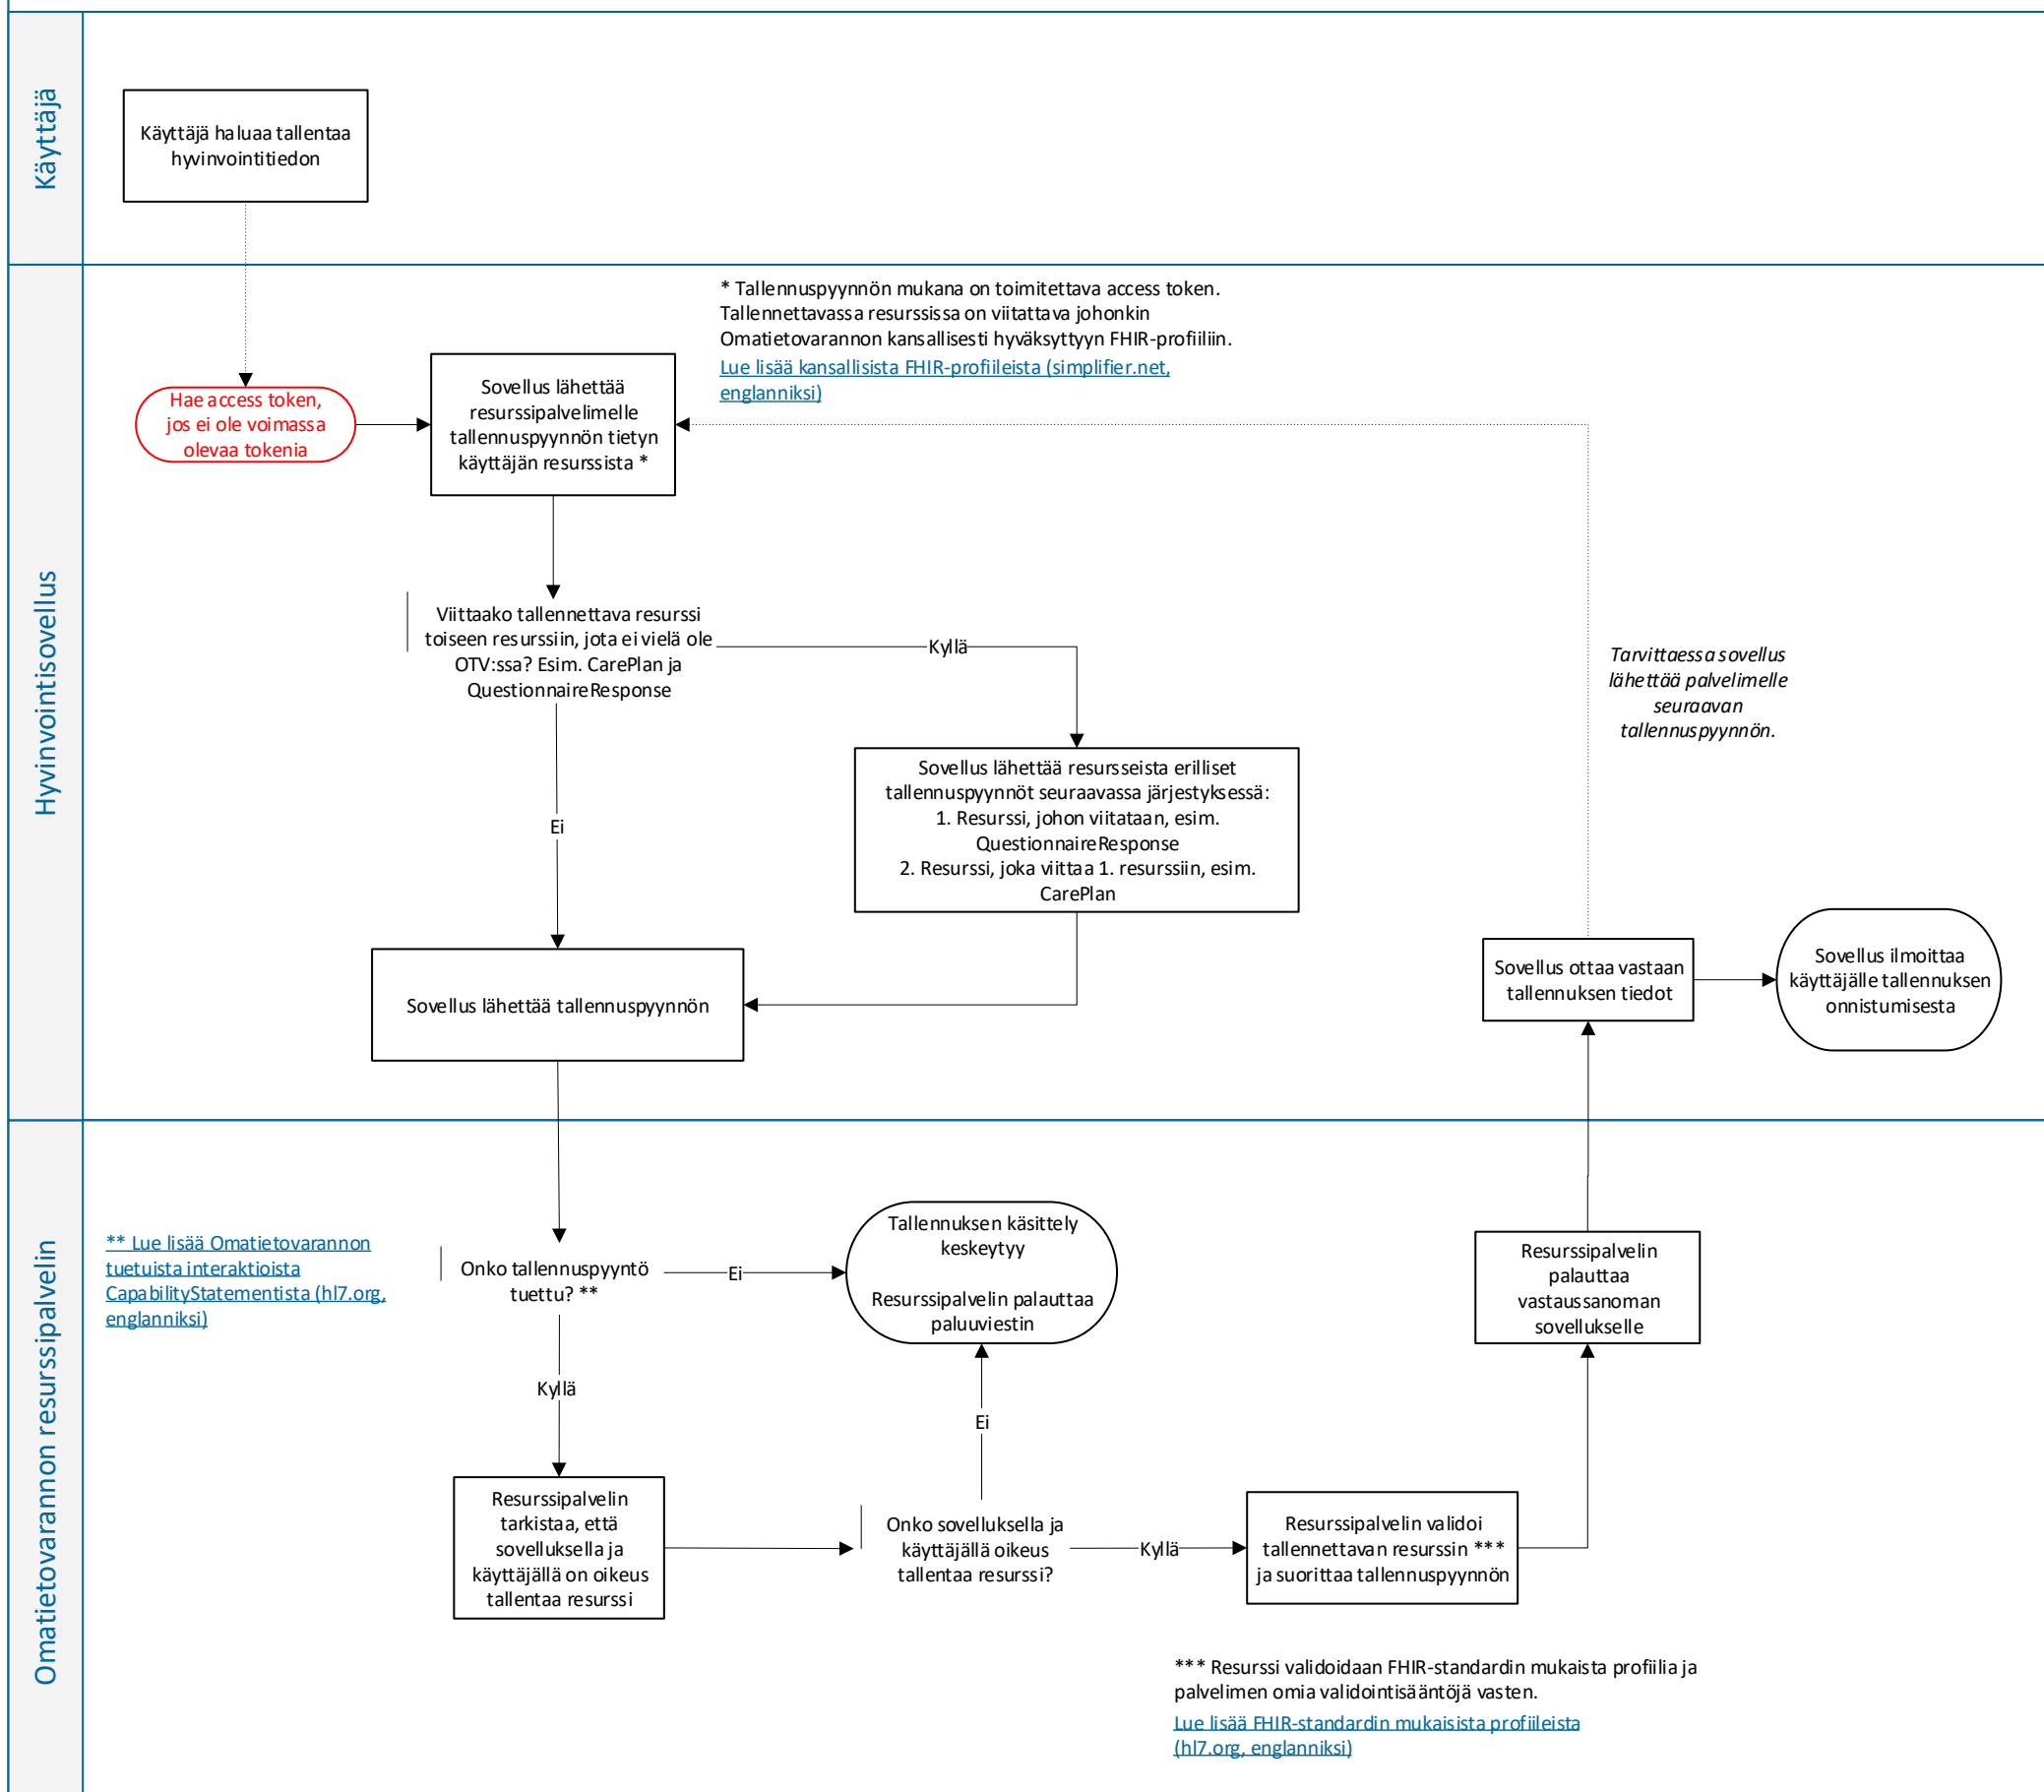 Käyttäjä
Käyttäjä haluaa tallentaa
hyvinvointitiedon
Hyvinvointisovellus
* Tallennuspyynnön mukana on toimitettava access token.
Tallennettavassa resurssissa on viitattava johonkin
Omatietovarannon kansallisesti hyväksyttyyn FHIR-profiiliin.
Lue lisää kansallisista FHIR-profiileista (simplifier.net,
englanniksi)
Hae access token,
jos ei ole voimassa
olevaa tokenia
Sovellus lähettää
resurssipalvelimelle
tallennuspyynnön tietyn
käyttäjän resurssista *
Viittaako tallennettava resurssi
toiseen resurssiin, jota ei vielä ole
OTV:ssa? Esim. CarePlan ja
QuestionnaireResponse
Kyllä
Ei
Tarvittaessa sovellus
lähettää palvelimelle
seuraavan
tallennuspyynnön.
Sovellus lähettää resursseista erilliset
tallennuspyynnöt seuraavassa järjestyksessä:
1. Resurssi, johon viitataan, esim.
QuestionnaireResponse
2. Resurssi, joka viittaa 1. resurssiin, esim.
CarePlan
Sovellus lähettää tallennuspyynnön
Sovellus ottaa vastaan
tallennuksen tiedot
Sovellus ilmoittaa
käyttäjälle tallennuksen
onnistumisesta
Omatietovarannon resurssipalvelin
** Lue lisää Omatietovarannon
tuetuista interaktioista
CapabilityStatementista (hl7.org,
englanniksi)
Onko tallennuspyyntö
tuettu? **
Ei
Kyllä
Tallennuksen käsittely
keskeytyy
Resurssipalvelin palauttaa
paluuviestin
Resurssipalvelin
palauttaa
vastaussanoman
sovellukselle
Resurssipalvelin
tarkistaa, että
sovelluksella ja
käyttäjällä on oikeus
tallentaa resurssi
Ei
Onko sovelluksella ja
käyttäjällä oikeus
tallentaa resurssi?
Kyllä
Resurssipalvelin validoi
tallennettavan resurssin ***
ja suorittaa tallennuspyynnön
*** Resurssi validoidaan FHIR-standardin mukaista profiilia ja
palvelimen omia validointisääntöjä vasten.
Lue lisää FHIR-standardin mukaisista profiileista
(hl7.org, englanniksi)